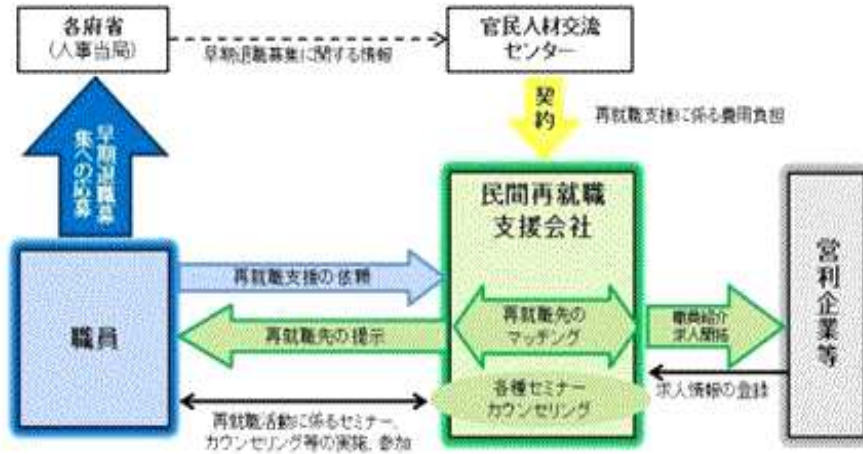 各府省
（人事当局）
早期退職募集に関する情報
官民人材交流
センター
契約
再就職支援に係る費用負担
早期退職募
集への応募
民間再就職
支援会社
営利企業等
職員
再就職支援の依頼
再就職先の提示
再就職先の
マッチング
職員紹介
求人開拓
各種セミナー
カウンセリング
求人情報の登録
再就職活動に係るセミナー、
カウンセリング等の実施、参加